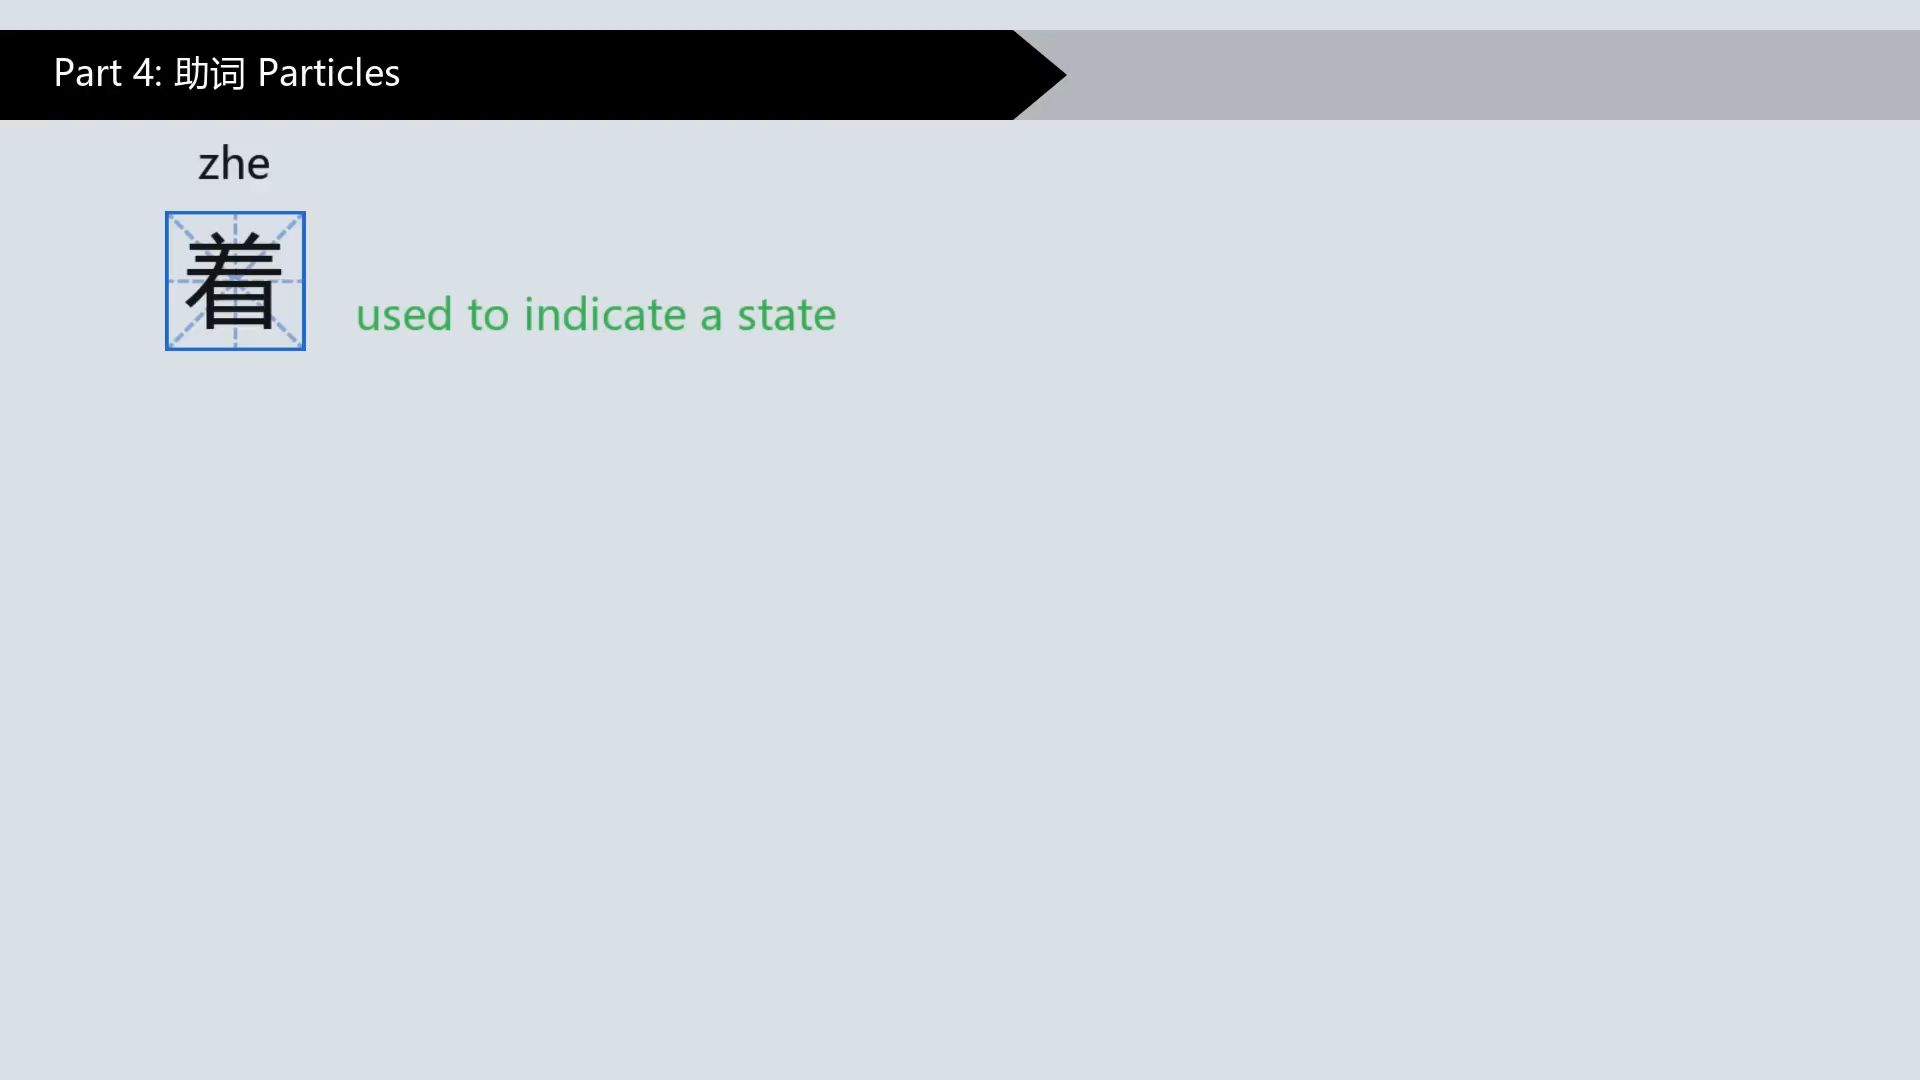 Part 4: 助词 Particles
zhe
着
used to indicate a state